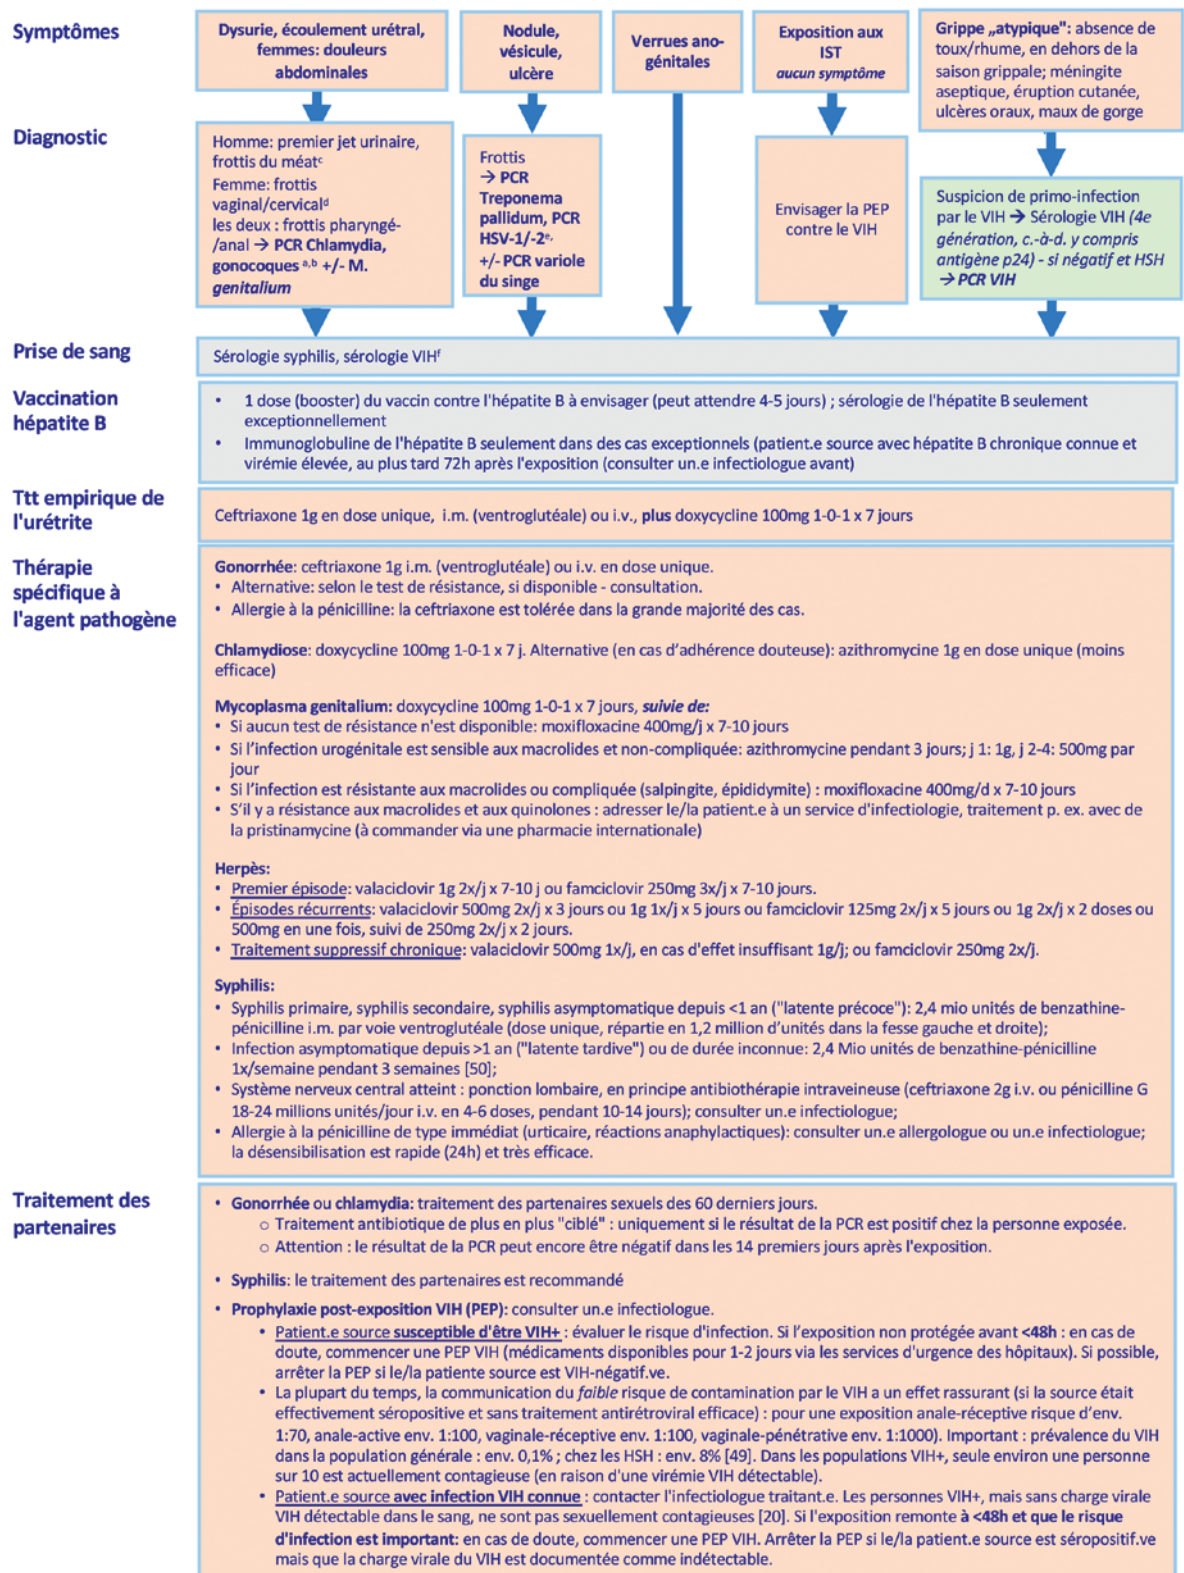 Symptômes
Dysurie, écoulement urétral,
femmes: douleurs
abdominales
Nodule,
vésicule,
ulcère
Verrues ano-
génitales
Exposition aux
IST
aucun symptôme
Grippe „atypique": absence de
toux/rhume, en dehors de la
saison grippale; méningite
aseptique, éruption cutanée,
ulcères oraux, maux de gorge
Diagnostic
Homme: premier jet urinaire,
frottis du méatᶜ
Femme: frottis
vaginal/cervicalᵈ
les deux : frottis pharyngé-
/anal → PCR Chlamydia,
gonocoques ᵃ,ᵇ +/- M.
genitalium
Frottis
→ PCR
Treponema
pallidum, PCR
HSV-1/-2ᵉ,
+/- PCR variole
du singe
Envisager la PEP
contre le VIH
Suspicion de primo-infection
par le VIH → Sérologie VIH (4e
génération, c.-à-d. y compris
antigène p24) - si négatif et HSH
→ PCR VIH
Prise de sang
Sérologie syphilis, sérologie VIHᶠ
Vaccination
hépatite B
• 1 dose (booster) du vaccin contre l'hépatite B à envisager (peut attendre 4-5 jours) ; sérologie de l'hépatite B seulement
exceptionnellement
• Immunoglobuline de l'hépatite B seulement dans des cas exceptionnels (patient.e source avec hépatite B chronique connue et
virémie élevée, au plus tard 72h après l'exposition (consulter un.e infectiologue avant)
Ttt empirique de
l'urétrite
Ceftriaxone 1g en dose unique, i.m. (ventroglutéale) ou i.v., plus doxycycline 100mg 1-0-1 x 7 jours
Thérapie
spécifique à
l'agent pathogène
Gonorrhée: ceftriaxone 1g i.m. (ventroglutéale) ou i.v. en dose unique.
• Alternative: selon le test de résistance, si disponible - consultation.
• Allergie à la pénicilline: la ceftriaxone est tolérée dans la grande majorité des cas.
Chlamydiose: doxycycline 100mg 1-0-1 x 7 j. Alternative (en cas d'adhérence douteuse): azithromycine 1g en dose unique (moins
efficace)
Mycoplasma genitalium: doxycycline 100mg 1-0-1 x 7 jours, suivie de:
• Si aucun test de résistance n'est disponible: moxifloxacine 400mg/j x 7-10 jours
• Si l'infection urogénitale est sensible aux macrolides et non-compliquée: azithromycine pendant 3 jours; j 1: 1g, j 2-4: 500mg par
jour
• Si l'infection est résistante aux macrolides ou compliquée (salpingite, épididymite) : moxifloxacine 400mg/d x 7-10 jours
• S'il y a résistance aux macrolides et aux quinolones : adresser le/la patient.e à un service d'infectiologie, traitement p. ex. avec de
la pristinamycine (à commander via une pharmacie internationale)
Herpès:
• Premier épisode: valaciclovir 1g 2x/j x 7-10 j ou famciclovir 250mg 3x/j x 7-10 jours.
• Épisodes récurrents: valaciclovir 500mg 2x/j x 3 jours ou 1g 1x/j x 5 jours ou famciclovir 125mg 2x/j x 5 jours ou 1g 2x/j x 2 doses ou
500mg en une fois, suivi de 250mg 2x/j x 2 jours.
• Traitement suppressif chronique: valaciclovir 500mg 1x/j, en cas d'effet insuffisant 1g/j; ou famciclovir 250mg 2x/j.
Syphilis:
• Syphilis primaire, syphilis secondaire, syphilis asymptomatique depuis <1 an ("latente précoce"): 2,4 mio unités de benzathine-
pénicilline i.m. par voie ventroglutéale (dose unique, répartie en 1,2 million d'unités dans la fesse gauche et droite);
• Infection asymptomatique depuis >1 an ("latente tardive") ou de durée inconnue: 2,4 Mio unités de benzathine-pénicilline
1x/semaine pendant 3 semaines [50];
• Système nerveux central atteint : ponction lombaire, en principe antibiothérapie intraveineuse (ceftriaxone 2g i.v. ou pénicilline G
18-24 millions unités/jour i.v. en 4-6 doses, pendant 10-14 jours); consulter un.e infectiologue;
• Allergie à la pénicilline de type immédiat (urticaire, réactions anaphylactiques): consulter un.e allergologue ou un.e infectiologue;
la désensibilisation est rapide (24h) et très efficace.
Traitement des
partenaires
• Gonorrhée ou chlamydia: traitement des partenaires sexuels des 60 derniers jours.
o Traitement antibiotique de plus en plus "ciblé" : uniquement si le résultat de la PCR est positif chez la personne exposée.
o Attention : le résultat de la PCR peut encore être négatif dans les 14 premiers jours après l'exposition.
• Syphilis: le traitement des partenaires est recommandé
• Prophylaxie post-exposition VIH (PEP): consulter un.e infectiologue.
• Patient.e source susceptible d'être VIH+ : évaluer le risque d'infection. Si l'exposition non protégée avant <48h : en cas de
doute, commencer une PEP VIH (médicaments disponibles pour 1-2 jours via les services d'urgence des hôpitaux). Si possible,
arrêter la PEP si le/la patiente source est VIH-négatif.ve.
• La plupart du temps, la communication du faible risque de contamination par le VIH a un effet rassurant (si la source était
effectivement séropositive et sans traitement antirétroviral efficace) : pour une exposition anale-réceptive risque d'env.
1:70, anale-active env. 1:100, vaginale-réceptive env. 1:100, vaginale-pénétrative env. 1:1000). Important : prévalence du VIH
dans la population générale : env. 0,1% ; chez les HSH : env. 8% [49]. Dans les populations VIH+, seule environ une personne
sur 10 est actuellement contagieuse (en raison d'une virémie VIH détectable).
• Patient.e source avec infection VIH connue : contacter l'infectiologue traitant.e. Les personnes VIH+, mais sans charge virale
VIH détectable dans le sang, ne sont pas sexuellement contagieuses [20]. Si l'exposition remonte à <48h et que le risque
d'infection est important: en cas de doute, commencer une PEP VIH. Arrêter la PEP si le/la patient.e source est séropositif.ve
mais que la charge virale du VIH est documentée comme indétectable.